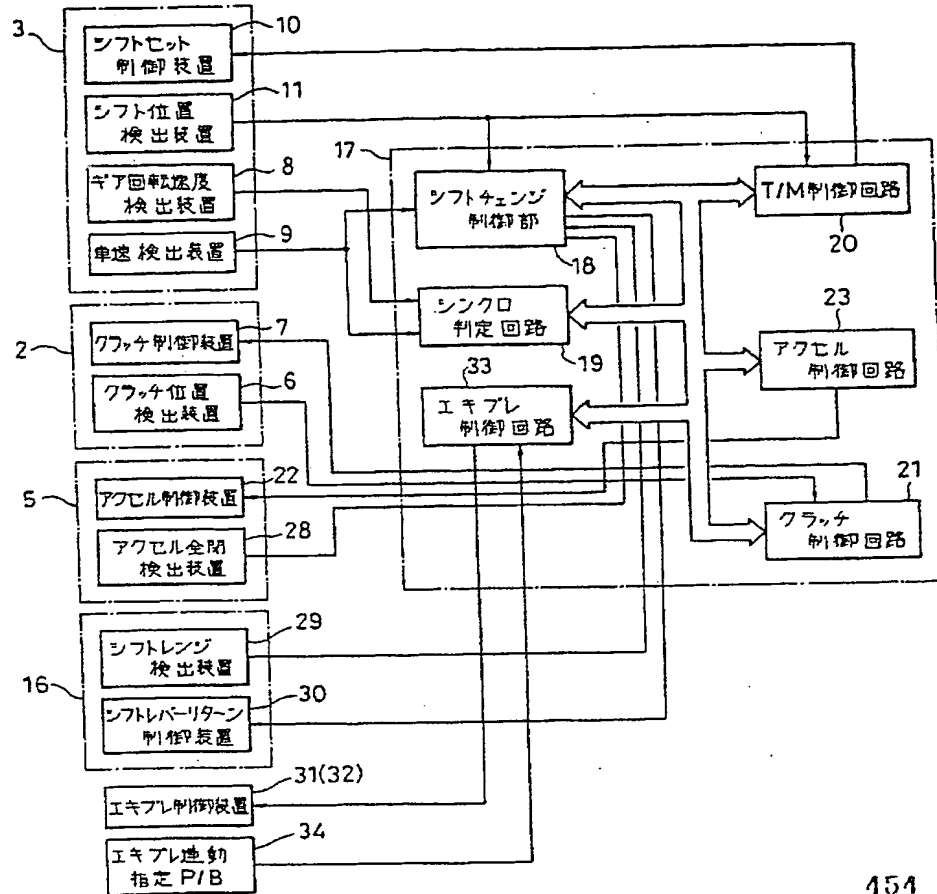 3
10
シフトセット
制御装置
11
シフト位置
検出装置
8
ギア回転速度
検出装置
9
車速検出装置
17
シフトチェンジ
制御部
18
T/M制御回路
20
シンクロ
判定回路
19
23
アクセル
制御回路
33
エキブレ
制御回路
21
クラッチ
制御回路
2
7
クラッチ制御装置
6
クラッチ位置
検出装置
5
22
アクセル制御装置
28
アクセル全閉
検出装置
16
29
シフトレンジ
検出装置
30
シフトレバーリターン
制御装置
31(32)
エキブレ制御装置
34
エキブレ連動
指定P/B
454